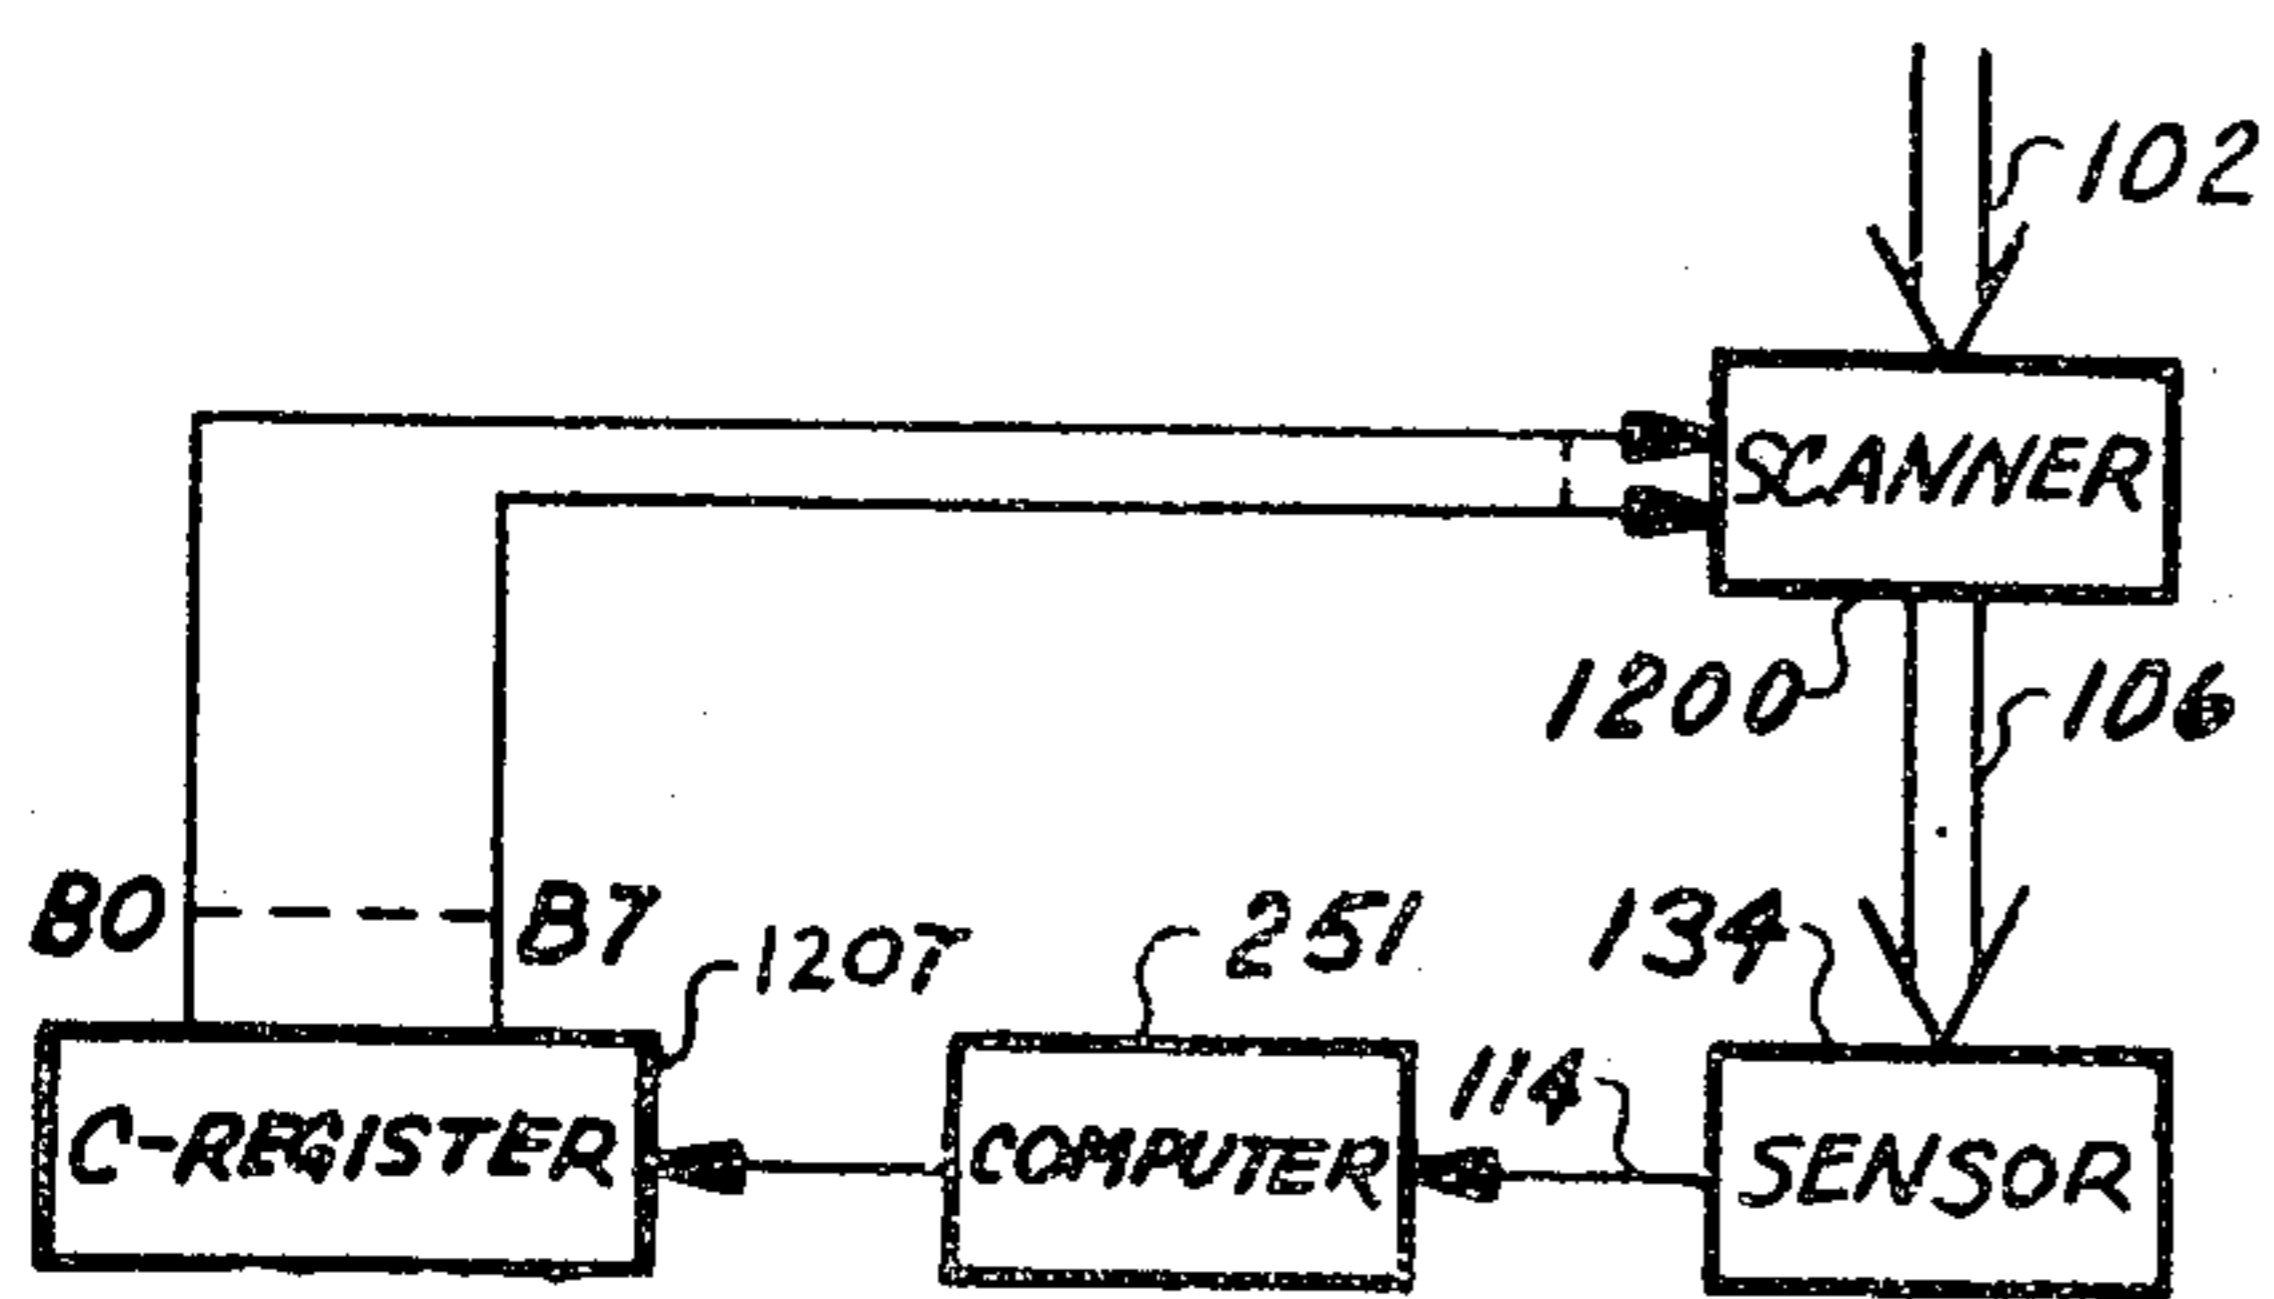 102
SCANNER
1200
106
B0
B7
1207
251
134
114
C-REGISTER
COMPUTER
SENSOR